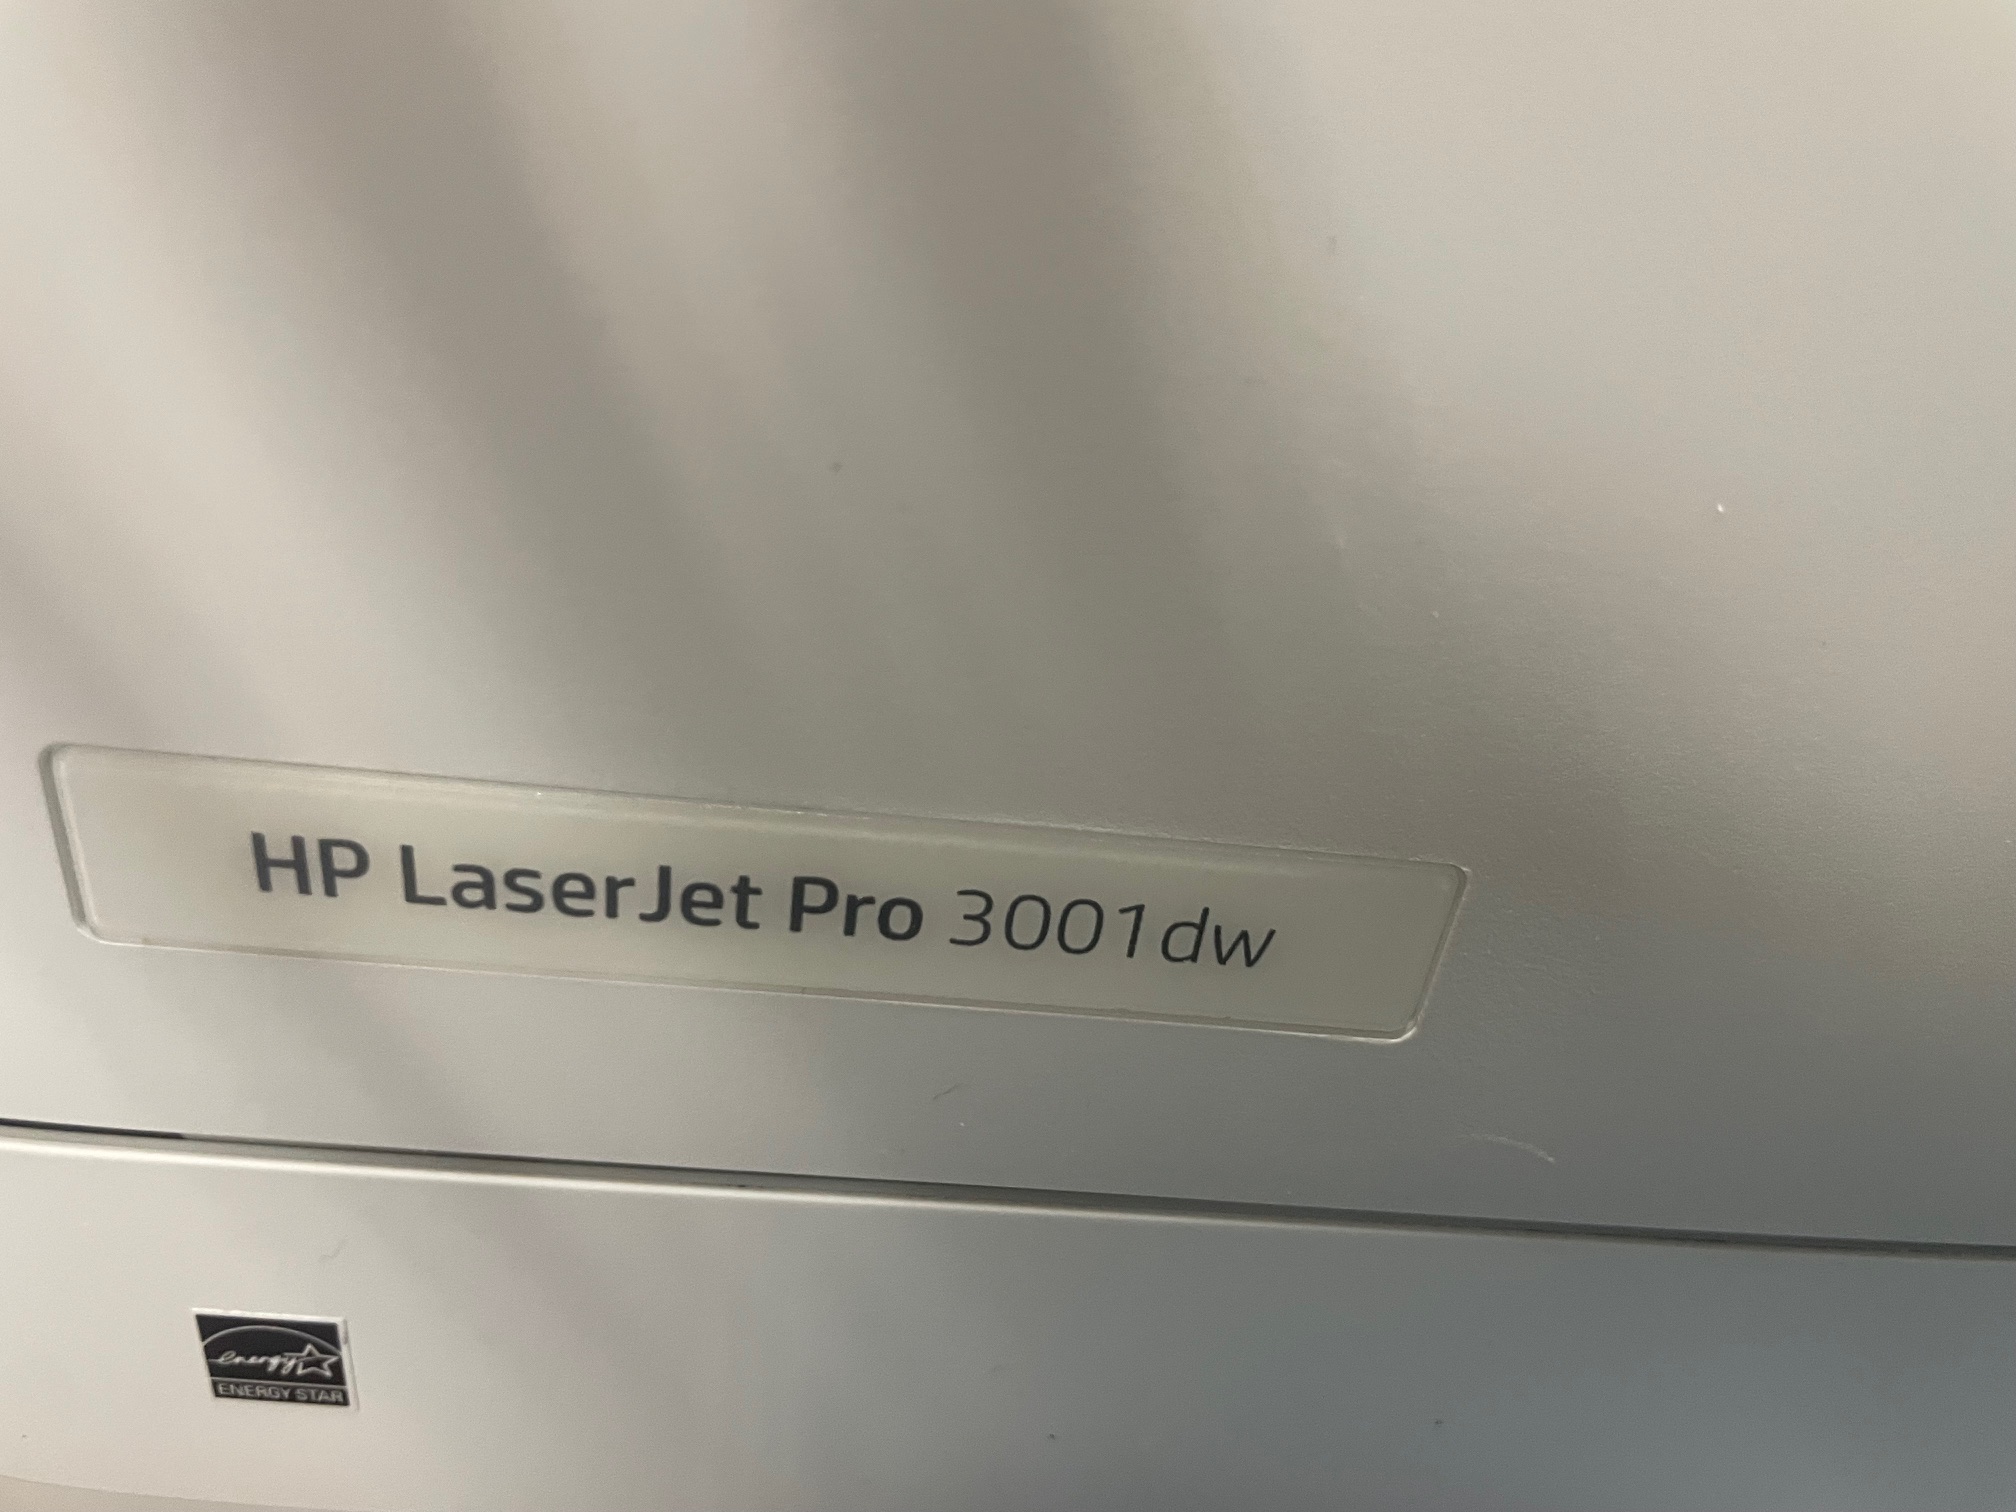 HP LaserJet Pro 3001dw
energy
ENERGY STAR